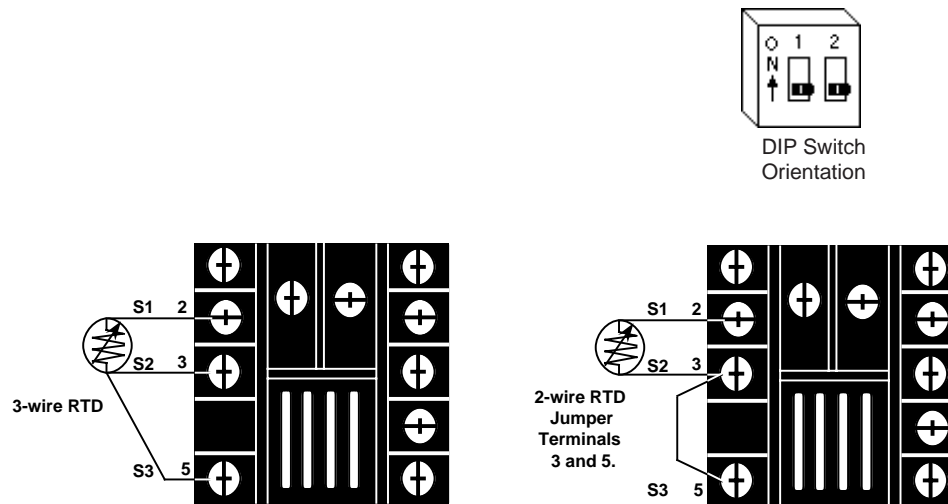 O 1 2
N
DIP Switch
Orientation
S1 2
S2 3
3-wire RTD
S3 5
S1 2
S2 3
2-wire RTD
Jumper
Terminals
3 and 5.
S3 5